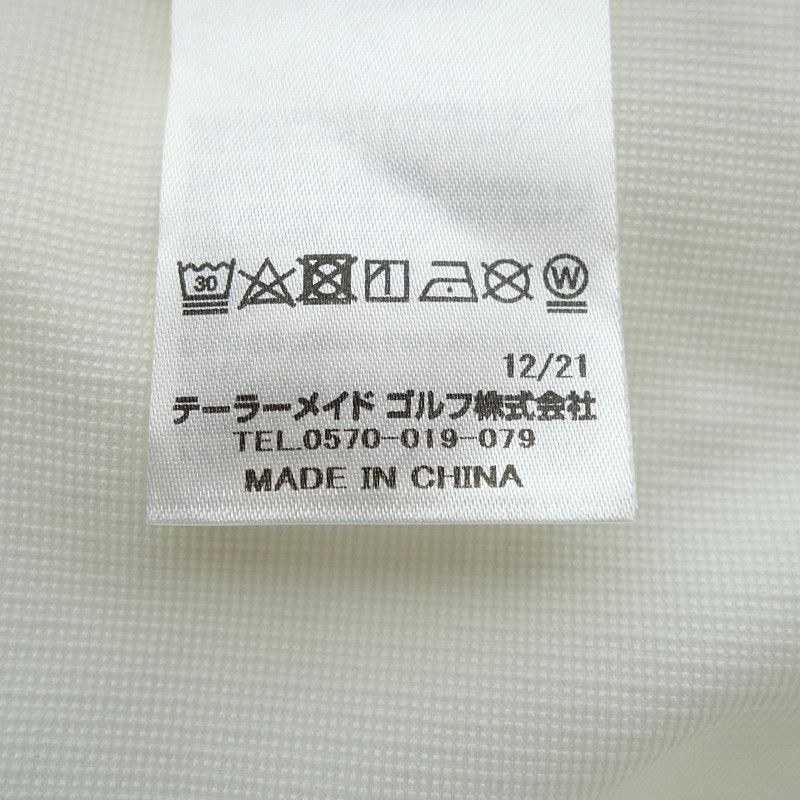 30 W
12/21
テーラーメイド ゴルフ株式会社
TEL.0570-019-079
MADE IN CHINA